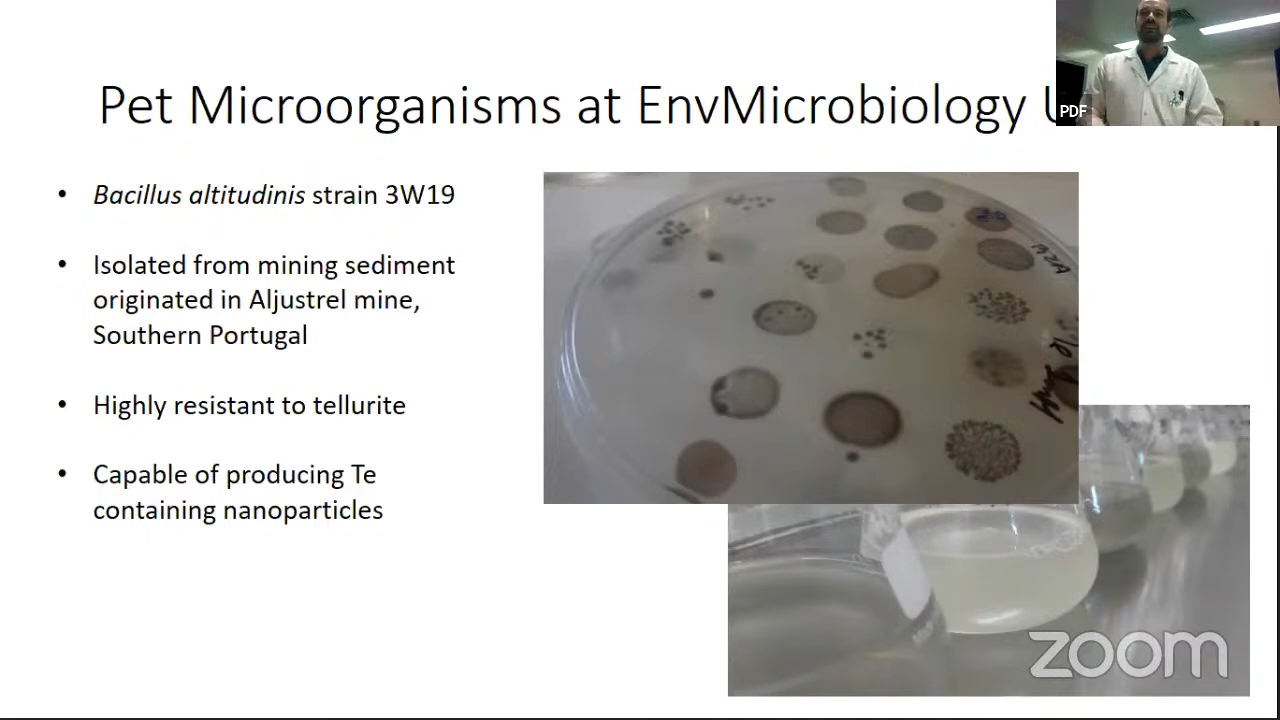 Pet Microorganisms at EnvMicrobiology
PDF
• Bacillus altitudinis strain 3W19
• Isolated from mining sediment
originated in Aljustrel mine,
Southern Portugal
• Highly resistant to tellurite
• Capable of producing Te
containing nanoparticles
zoom